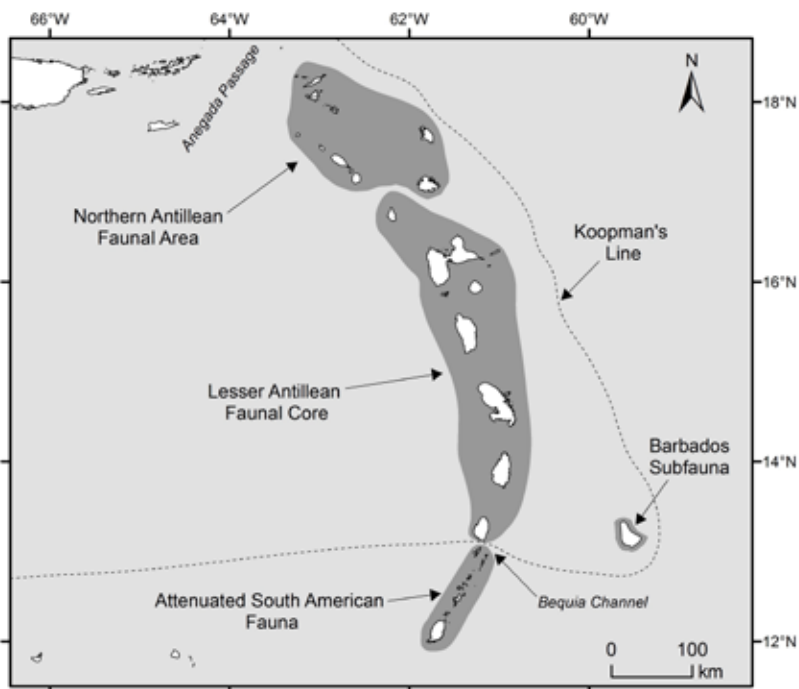 66°W 64°W 62°W 60°W
N
18°N
Anegada Passage
Northern Antillean
Faunal Area
Koopman's
Line
16°N
Lesser Antillean
Faunal Core
Barbados
Subfauna
14°N
Attenuated South American
Fauna
Bequia Channel
12°N
0 100
km